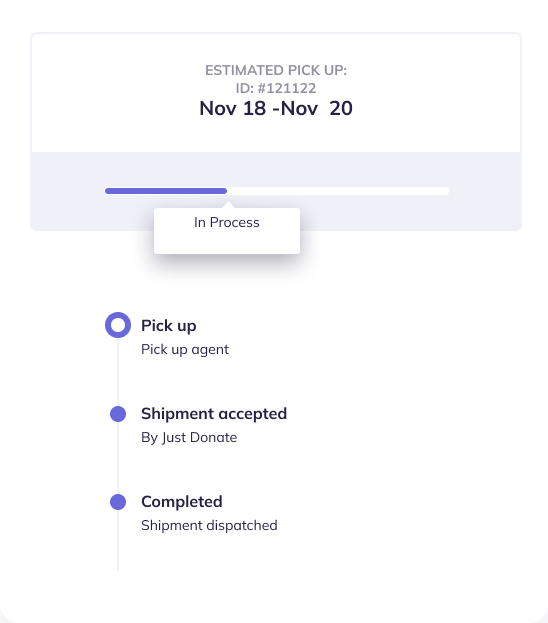 ESTIMATED PICK UP:
ID: #121122
Nov 18 -Nov  20
In Process
Pick up
Pick up agent
Shipment accepted
By Just Donate
Completed
Shipment dispatched